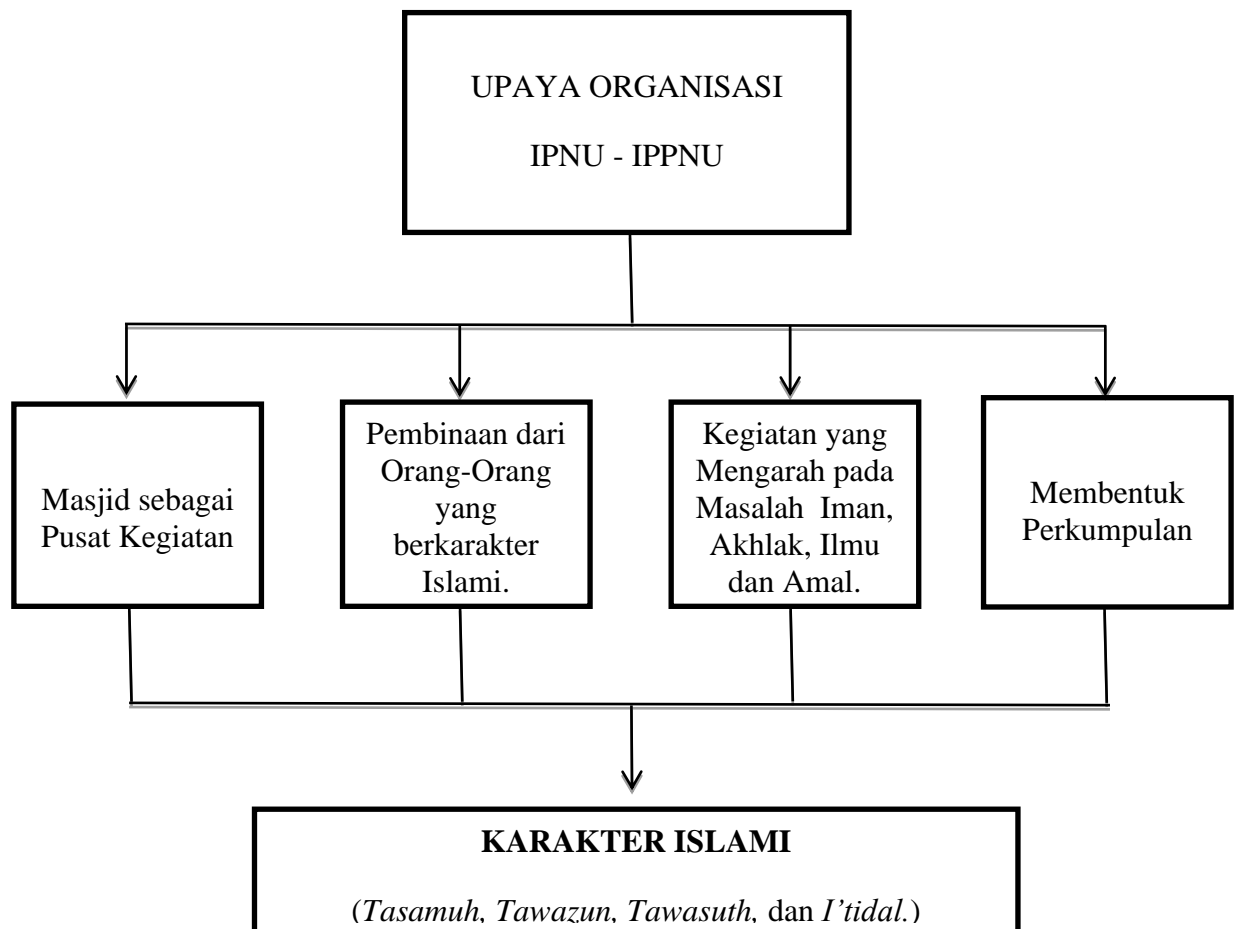 UPAYA ORGANISASI
IPNU - IPPNU
Masjid sebagai
Pusat Kegiatan
Pembinaan dari
Orang-Orang
yang
berkarakter
Islami.
Kegiatan yang
Mengarah pada
Masalah Iman,
Akhlak, Ilmu
dan Amal.
Membentuk
Perkumpulan
KARAKTER ISLAMI
(Tasamuh, Tawazun, Tawasuth, dan I’tidal.)